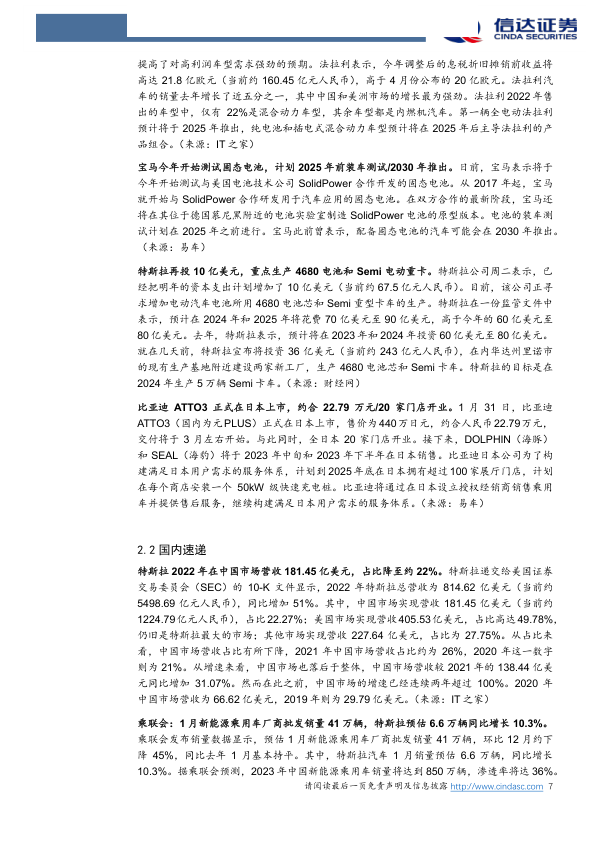 信达证券
CINDA SECURITIES
提高了对高利润车型需求强劲的预期。法拉利表示，今年调整后的息税折旧摊销前收益将
高达 21.8 亿欧元（当前约 160.45 亿元人民币），高于 4 月份公布的 20 亿欧元。法拉利汽
车的销量去年增长了近五分之一，其中中国和美洲市场的增长最为强劲。法拉利 2022 年售
出的车型中，仅有 22%是混合动力车型，其余车型都是内燃机汽车。第一辆全电动法拉利
预计将于 2025 年推出，纯电池和插电式混合动力车型预计将在 2025 年后主导法拉利的产
品组合。（来源：IT 之家）
宝马今年开始测试固态电池，计划 2025 年前装车测试/2030 年推出。日前，宝马表示将于
今年开始测试与美国电池技术公司 SolidPower 合作开发的固态电池。从 2017 年起，宝马
就开始与 SolidPower 合作研发用于汽车应用的固态电池。在双方合作的最新阶段，宝马还
将在其位于德国慕尼黑附近的电池实验室制造 SolidPower 电池的原型版本。电池的装车测
试计划在 2025 年之前进行。宝马此前曾表示，配备固态电池的汽车可能会在 2030 年推出。
（来源：易车）
特斯拉再投 10 亿美元，重点生产 4680 电池和 Semi 电动重卡。特斯拉公司周二表示，已
经把明年的资本支出计划增加了 10 亿美元（当前约 67.5 亿元人民币）。目前，该公司正寻
求增加电动汽车电池所用 4680 电池芯和 Semi 重型卡车的生产。特斯拉在一份监管文件中
表示，预计在 2024 年和 2025 年将花费 70 亿美元至 90 亿美元，高于今年的 60 亿美元至
80 亿美元。去年，特斯拉表示，预计将在 2023 年和 2024 年投资 60 亿美元至 80 亿美元。
就在几天前，特斯拉宣布将投资 36 亿美元（当前约 243 亿元人民币），在内华达州里诺市
的现有生产基地附近建设两家新工厂，生产 4680 电池芯和 Semi 卡车。特斯拉的目标是在
2024 年生产 5 万辆 Semi 卡车。（来源：财经网）
比亚迪 ATTO3 正式在日本上市，约合 22.79 万元/20 家门店开业。1 月 31 日，比亚迪
ATTO3（国内为元PLUS）正式在日本上市，售价为 440 万日元，约合人民币 22.79 万元，
交付将于 3 月左右开始。与此同时，全日本 20 家门店开业。接下来，DOLPHIN（海豚）
和 SEAL（海豹）将于 2023 年中旬和 2023 年下半年在日本销售。比亚迪日本公司为了构
建满足日本用户需求的服务体系，计划到 2025 年底在日本拥有超过 100 家展厅门店，计划
在每个商店安装一个 50kW 级快速充电桩。比亚迪将通过在日本设立授权经销商销售乘用
车并提供售后服务，继续构建满足日本用户需求的服务体系。（来源：易车）
2.2 国内速递
特斯拉 2022 年在中国市场营收 181.45 亿美元，占比降至约 22%。特斯拉递交给美国证券
交易委员会（SEC）的 10-K 文件显示，2022 年特斯拉总营收为 814.62 亿美元（当前约
5498.69 亿元人民币），同比增加 51%。其中，中国市场实现营收 181.45 亿美元（当前约
1224.79 亿元人民币），占比 22.27%；美国市场实现营收 405.53 亿美元，占比高达 49.78%，
仍旧是特斯拉最大的市场；其他市场实现营收 227.64 亿美元，占比为 27.75%。从占比来
看，中国市场营收占比有所下降，2021 年中国市场营收占比约为 26%，2020 年这一数字
则为 21%。从增速来看，中国市场也落后于整体，中国市场营收较 2021 年的 138.44 亿美
元同比增加 31.07%。然而在此之前，中国市场的增速已经连续两年超过 100%。2020 年
中国市场营收为 66.62 亿美元，2019 年则为 29.79 亿美元。（来源：IT 之家）
乘联会：1 月新能源乘用车厂商批发销量 41 万辆，特斯拉预估 6.6 万辆同比增长 10.3%。
乘联会发布销量数据显示，预估 1 月新能源乘用车厂商批发销量 41 万辆，环比 12 月约下
降 45%，同比去年 1 月基本持平。其中，特斯拉汽车 1 月销量预估 6.6 万辆，同比增长
10.3%。据乘联会预测，2023 年中国新能源乘用车销量将达到 850 万辆，渗透率将达 36%。
请阅读最后一页免责声明及信息披露 http://www.cindasc.com 7